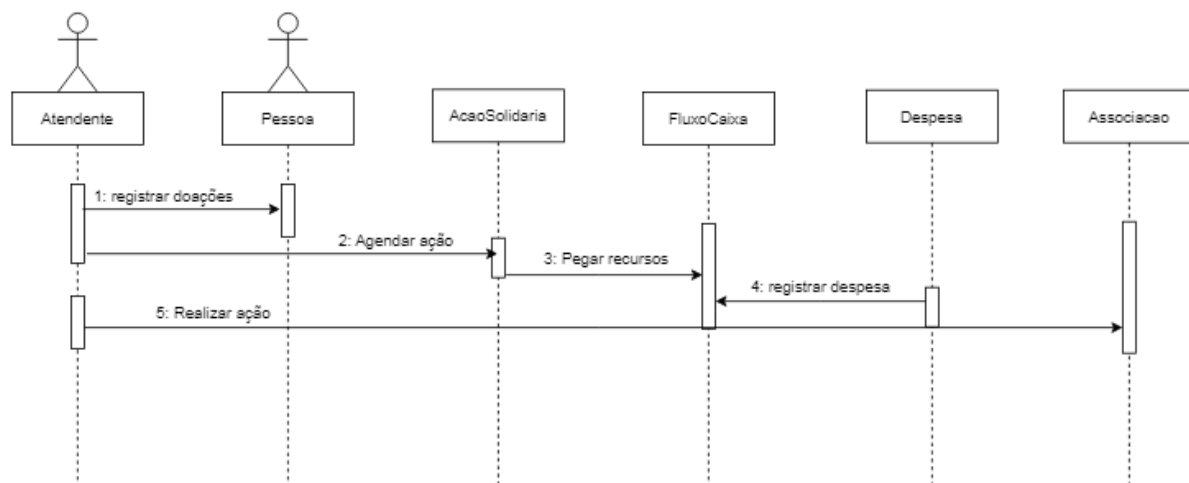 Atendente
Pessoa
AcaoSolidaria
FluxoCaixa
Despesa
Associacao
1: registrar doações
2: Agendar ação
3: Pegar recursos
4: registrar despesa
5: Realizar ação